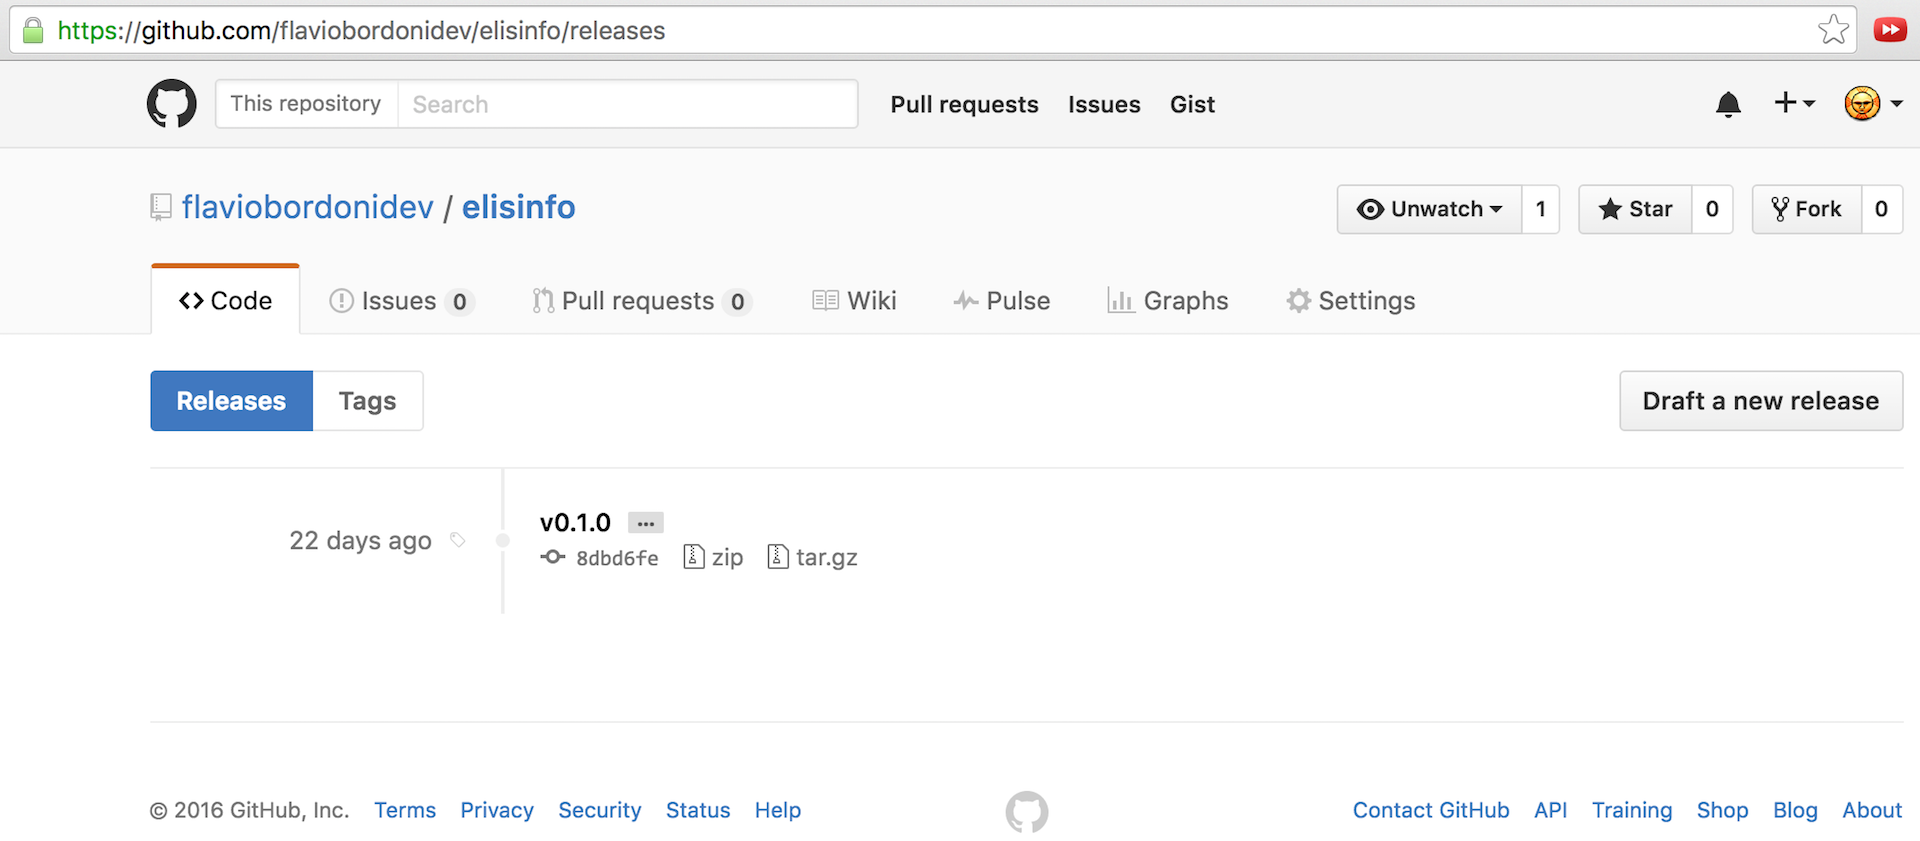 https://github.com/flaviobordonidev/elisinfo/releases
This repository Search Pull requests Issues Gist
flaviobordonidev / elisinfo Unwatch 1 Star 0 Fork 0
Code Issues 0 Pull requests 0 Wiki Pulse Graphs Settings
Releases Tags Draft a new release
v0.1.0 ...
22 days ago
8dbd6fe zip tar.gz
© 2016 GitHub, Inc. Terms Privacy Security Status Help Contact GitHub API Training Shop Blog About